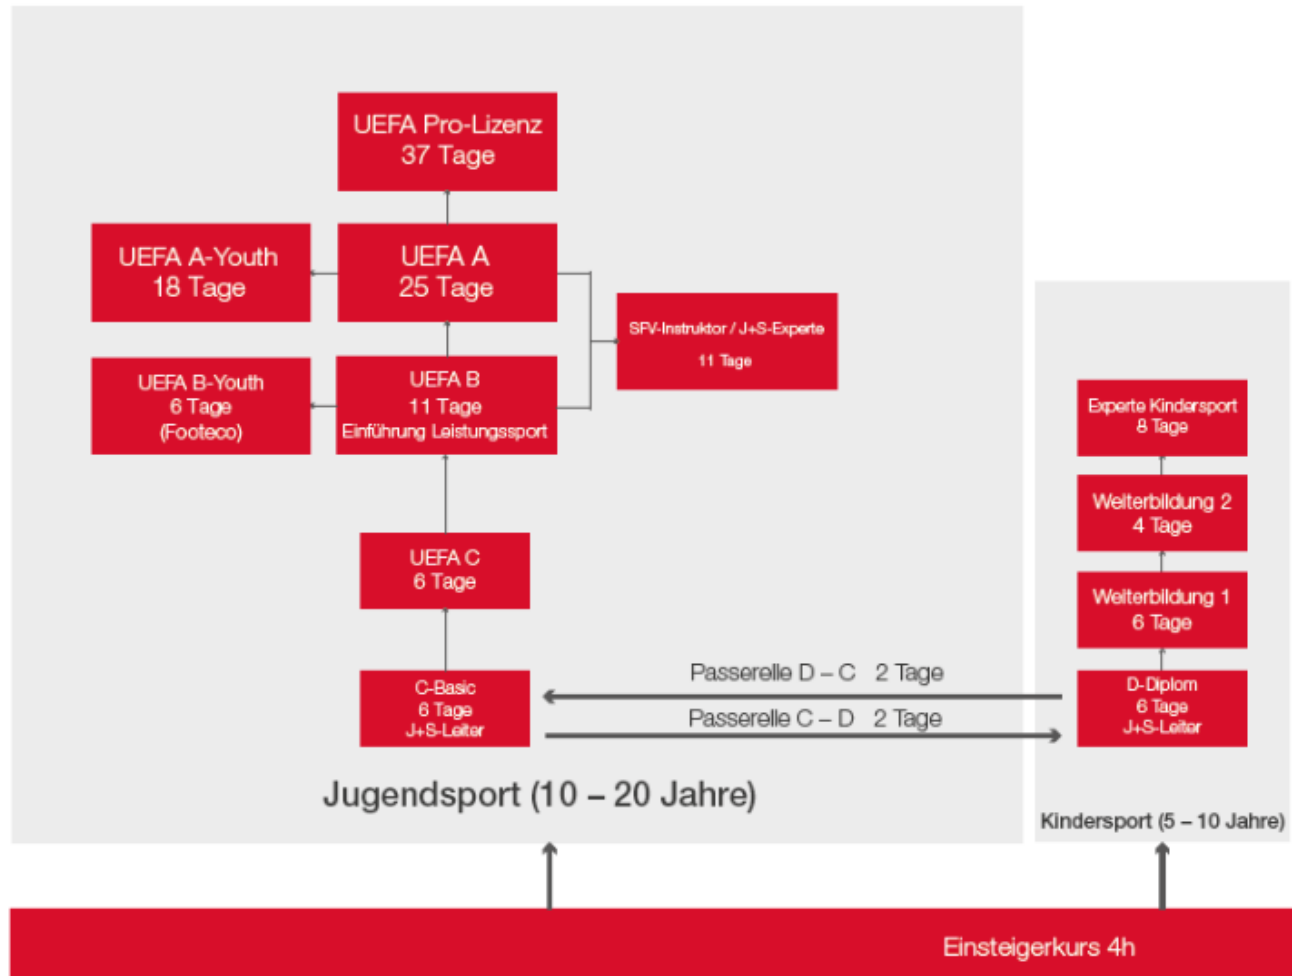 UEFA Pro-Lizenz
37 Tage
UEFA A-Youth
18 Tage
UEFA A
25 Tage
SFV-Instruktor / J+S-Experte
11 Tage
UEFA B-Youth
6 Tage
(Footeco)
UEFA B
11 Tage
Einführung Leistungssport
UEFA C
6 Tage
C-Basic
6 Tage
J+S-Leiter
Passerelle D – C 2 Tage
Passerelle C – D 2 Tage
Jugendsport (10 – 20 Jahre)
Experte Kindersport
8 Tage
Weiterbildung 2
4 Tage
Weiterbildung 1
6 Tage
D-Diplom
6 Tage
J+S-Leiter
Kindersport (5 – 10 Jahre)
Einsteigerkurs 4h